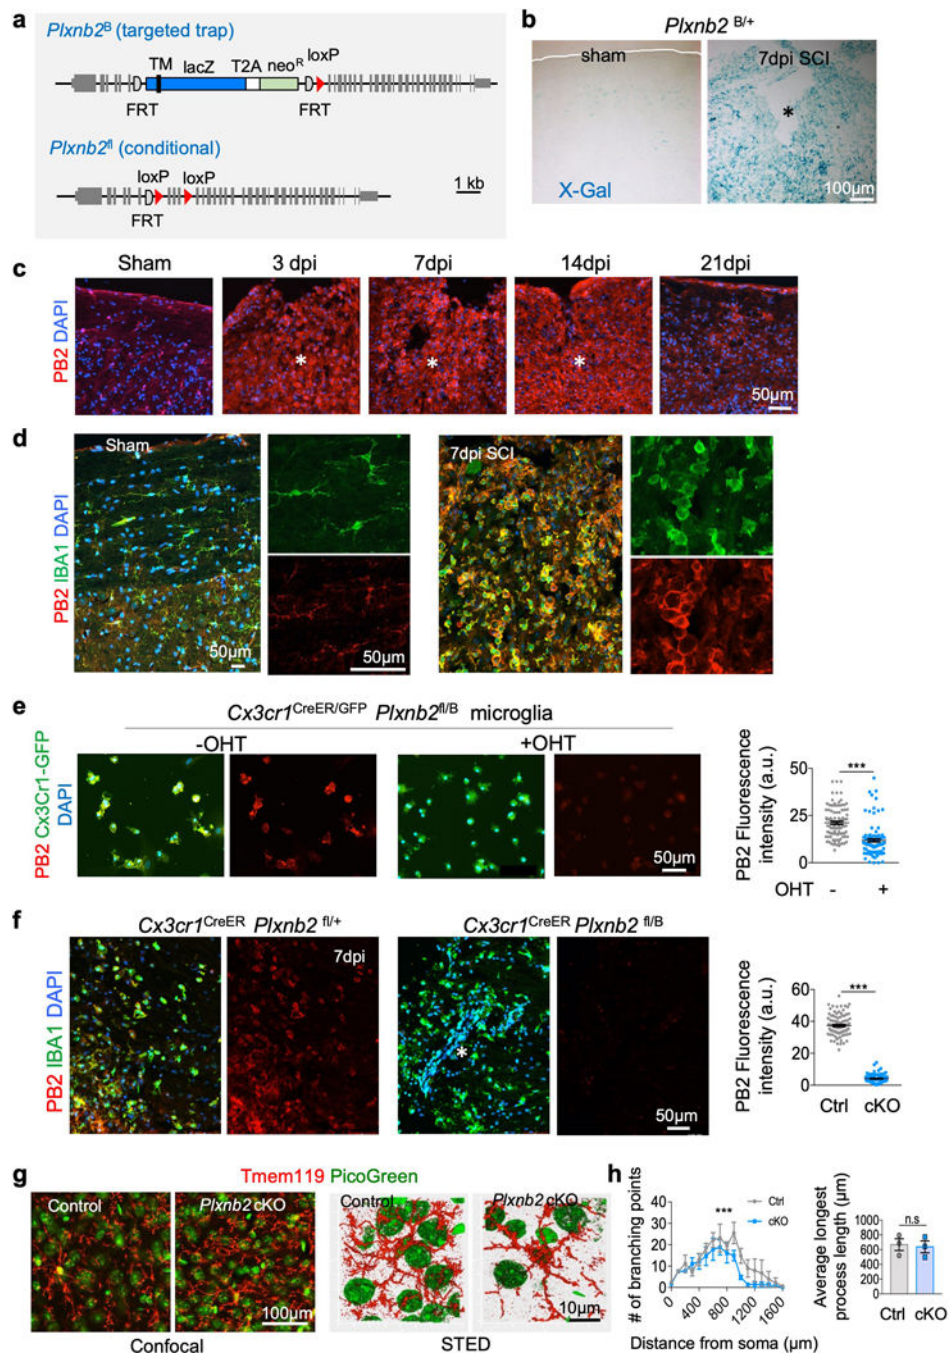 a
Plxnb2B (targeted trap)
TM lacZ T2A neoR loxP
FRT FRT
Plxnb2fl (conditional)
loxP loxP
1 kb
FRT
b
Plxnb2 B/+
sham
7dpi SCI
*
X-Gal
100µm
c
Sham 3 dpi 7dpi 14dpi 21dpi
PB2 DAPI
* * *
50µm
d
Sham
7dpi SCI
PB2 IBA1 DAPI
50µm
50µm
e
Cx3cr1CreER/GFP Plxnb2fl/B microglia
-OHT +OHT
PB2 Cx3Cr1-GFP
DAPI
50µm
PB2 Fluorescence
intensity (a.u.)
50
25
0
***
OHT - +
f
Cx3cr1CreER Plxnb2 fl/+
Cx3cr1CreER Plxnb2 fl/B
7dpi
PB2 IBA1 DAPI
*
50µm
PB2 Fluorescence
intensity (a.u.)
60
40
20
0
***
Ctrl cKO
g
Tmem119 PicoGreen
Control
Plxnb2 cKO
Control
Plxnb2 cKO
100µm
10µm
Confocal
STED
h
# of branching points
40
30
20
10
0
***
Ctrl
cKO
0 400 800 1200 1600
Distance from soma (µm)
Average longest
process length (µm)
1000
800
600
400
200
0
n.s
Ctrl cKO